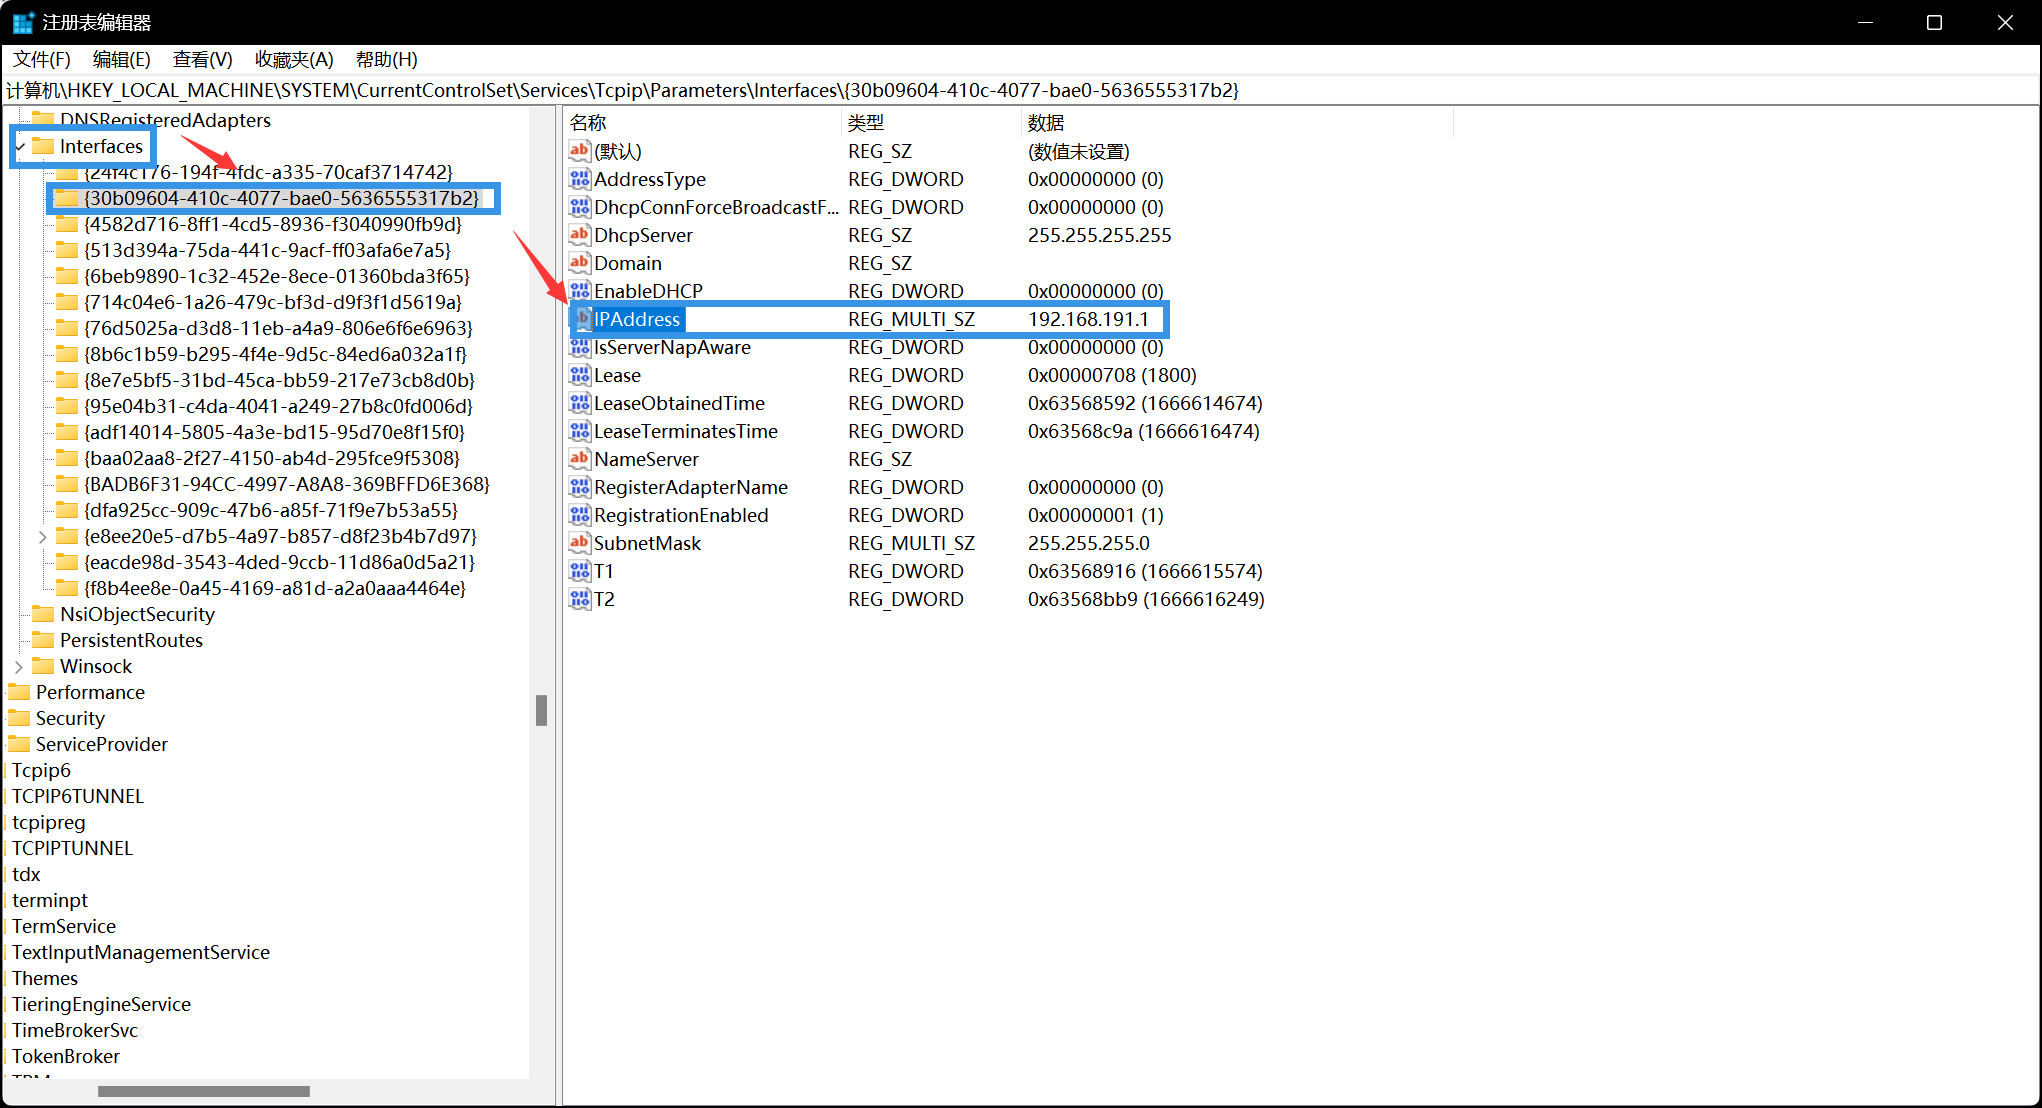 注册表编辑器
文件(F) 编辑(E) 查看(V) 收藏夹(A) 帮助(H)
计算机\HKEY_LOCAL_MACHINE\SYSTEM\CurrentControlSet\Services\Tcpip\Parameters\Interfaces\{30b09604-410c-4077-bae0-5636555317b2}
DNSRegisteredAdapters
Interfaces
{24f4c176-194f-4fdc-a335-70caf3714742}
{30b09604-410c-4077-bae0-5636555317b2}
{4582d716-8ff1-4cd5-8936-f3040990fb9d}
{513d394a-75da-441c-9acf-ff03afa6e7a5}
{6beb9890-1c32-452e-8ece-01360bda3f65}
{714c04e6-1a26-479c-bf3d-d9f3f1d5619a}
{76d5025a-d3d8-11eb-a4a9-806e6f6e6963}
{8b6c1b59-b295-4f4e-9d5c-84ed6a032a1f}
{8e7e5bf5-31bd-45ca-bb59-217e73cb8d0b}
{95e04b31-c4da-4041-a249-27b8c0fd006d}
{adf14014-5805-4a3e-bd15-95d70e8f15f0}
{baa02aa8-2f27-4150-ab4d-295fce9f5308}
{BADB6F31-94CC-4997-A8A8-369BFFD6E368}
{dfa925cc-909c-47b6-a85f-71f9e7b53a55}
{e8ee20e5-d7b5-4a97-b857-d8f23b4b7d97}
{eacde98d-3543-4ded-9ccb-11d86a0d5a21}
{f8b4ee8e-0a45-4169-a81d-a2a0aaa4464e}
NsiObjectSecurity
PersistentRoutes
Winsock
Performance
Security
ServiceProvider
Tcpip6
TCPIP6TUNNEL
tcpipreg
TCPIPTUNNEL
tdx
terminpt
TermService
TextInputManagementService
Themes
TieringEngineService
TimeBrokerSvc
TokenBroker
名称 类型 数据
(默认) REG_SZ (数值未设置)
AddressType REG_DWORD 0x00000000 (0)
DhcpConnForceBroadcastF... REG_DWORD 0x00000000 (0)
DhcpServer REG_SZ 255.255.255.255
Domain REG_SZ
EnableDHCP REG_DWORD 0x00000000 (0)
IPAddress REG_MULTI_SZ 192.168.191.1
IsServerNapAware REG_DWORD 0x00000000 (0)
Lease REG_DWORD 0x00000708 (1800)
LeaseObtainedTime REG_DWORD 0x63568592 (1666614674)
LeaseTerminatesTime REG_DWORD 0x63568c9a (1666616474)
NameServer REG_SZ
RegisterAdapterName REG_DWORD 0x00000000 (0)
RegistrationEnabled REG_DWORD 0x00000001 (1)
SubnetMask REG_MULTI_SZ 255.255.255.0
T1 REG_DWORD 0x63568916 (1666615574)
T2 REG_DWORD 0x63568bb9 (1666616249)